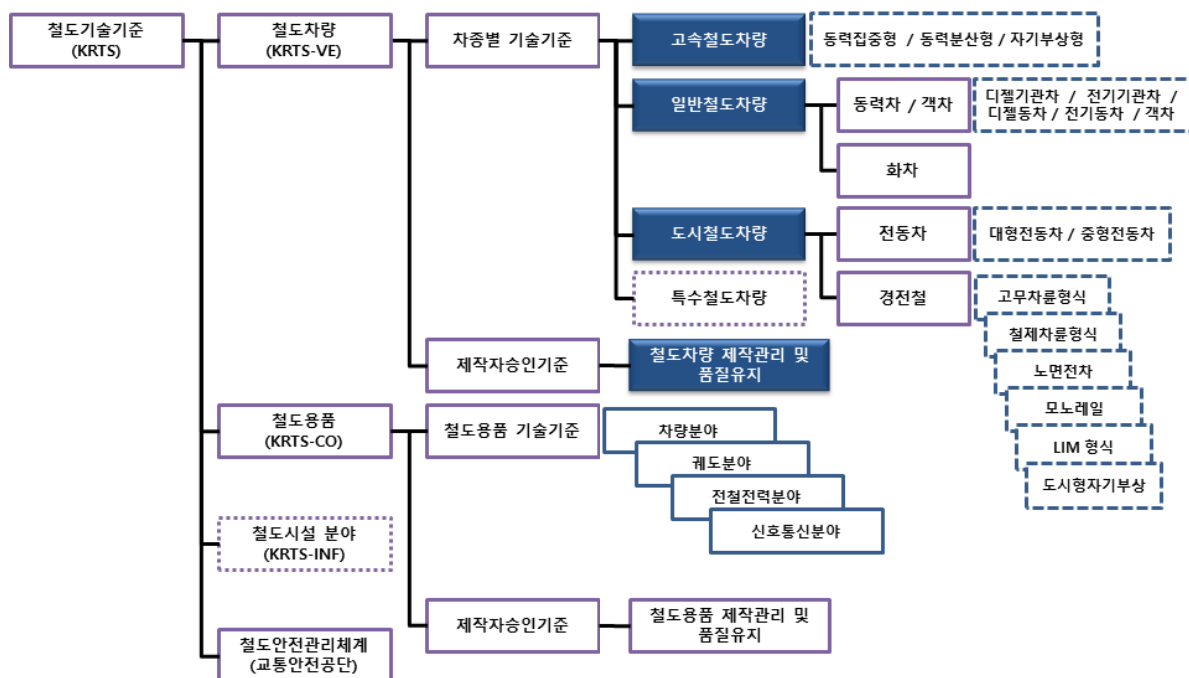 철도기술기준
(KRTS)
철도차량
(KRTS-VE)
차종별 기술기준
고속철도차량
동력집중형 / 동력분산형 / 자기부상형
일반철도차량
동력차 / 객차
디젤기관차 / 전기기관차 /
디젤동차 / 전기동차 / 객차
화차
도시철도차량
전동차
대형전동차 / 중형전동차
특수철도차량
경전철
고무차륜형식
철제차륜형식
노면전차
모노레일
LIM 형식
도시형자기부상
제작자승인기준
철도차량 제작관리 및
품질유지
철도용품
(KRTS-CO)
철도용품 기술기준
차량분야
궤도분야
전철전력분야
신호통신분야
철도시설 분야
(KRTS-INF)
제작자승인기준
철도용품 제작관리 및
품질유지
철도안전관리체계
(교통안전공단)